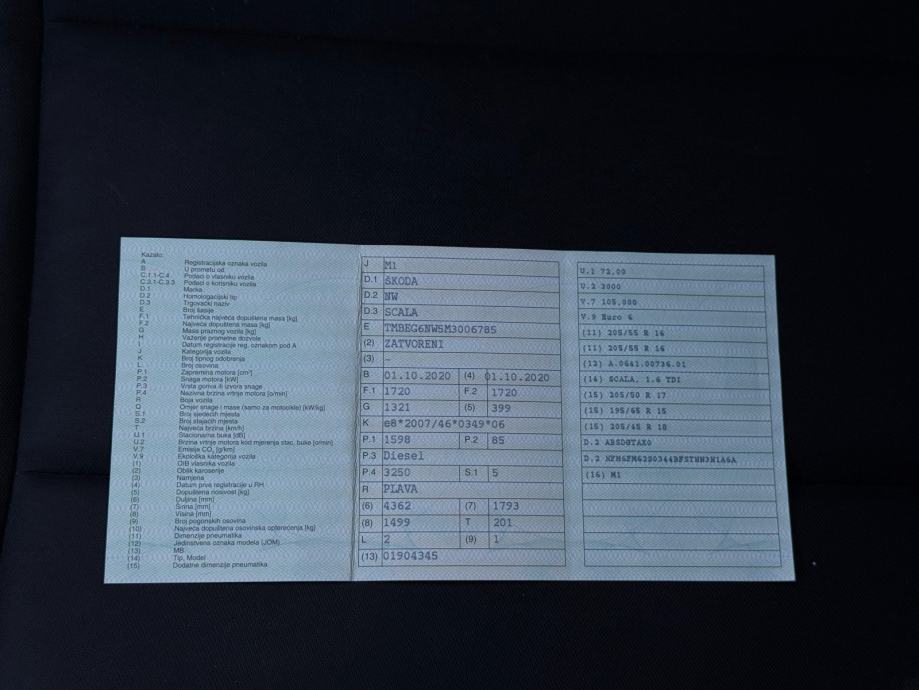 Kazalo:
A Registracijska oznaka vozila
B U prometu od
C.1.1-C.4 Podaci o vlasniku vozila
C.3.1-C.3.3 Podaci o korisniku vozila
D.1 Marka
D.2 Homologacijski tip
D.3 Trgovački naziv
E Broj šasije
F.1 Tehnička najveća dopuštena masa [kg]
F.2 Najveća dopuštena masa [kg]
G Masa praznog vozila [kg]
H Važenje prometne dozvole
I Datum registracije reg. oznakom pod A
J Kategorija vozila
K Broj tipnog odobrenja
L Broj osovina
P.1 Zapremina motora [cm³]
P.2 Snaga motora [kW]
P.3 Vrsta goriva ili izvora snage
P.4 Nazivna brzina vrtnje motora [o/min]
R Boja vozila
Q Omjer snage i mase (samo za motocikle) [kW/kg]
S.1 Broj sjedećih mjesta
S.2 Broj stajaćih mjesta
T Najveća brzina [km/h]
U.1 Stacionarna buka [dB]
U.2 Brzina vrtnje motora kod mjerenja stac. buke [o/min]
V.7 Emisija CO₂ [g/km]
V.9 Ekološka kategorija vozila
(1) OIB vlasnika vozila
(2) Oblik karoserije
(3) Namjena
(4) Datum prve registracije u RH
(5) Dopuštena nosivost [kg]
(6) Duljina [mm]
(7) Širina [mm]
(8) Visina [mm]
(9) Broj pogonskih osovina
(10) Najveća dopuštena osovinska opterećenja [kg]
(11) Dimenzije pneumatika
(12) Jedinstvena oznaka modela (JOM)
(13) MB
(14) Tip, Model
(15) Dodatne dimenzije pneumatika
J M1
D.1 ŠKODA
D.2 NW
D.3 SCALA
E TMBEG6NW5M3006785
(2) ZATVORENI
(3) –
B 01.10.2020 (4) 01.10.2020
F.1 1720 F.2 1720
G 1321 (5) 399
K e8*2007/46*0349*06
P.1 1598 P.2 85
P.3 Diesel
P.4 3250 S.1 5
R PLAVA
(6) 4362 (7) 1793
(8) 1499 T 201
L 2 (9) 1
(13) 01904345
U.1 72,00
U.2 3000
V.7 105,000
V.9 Euro 6
(11) 205/55 R 16
(11) 205/55 R 16
(12) A.0641.00736.01
(14) SCALA, 1.6 TDI
(15) 205/50 R 17
(15) 195/65 R 15
(15) 205/45 R 18
D.2
D.2
(16) M1